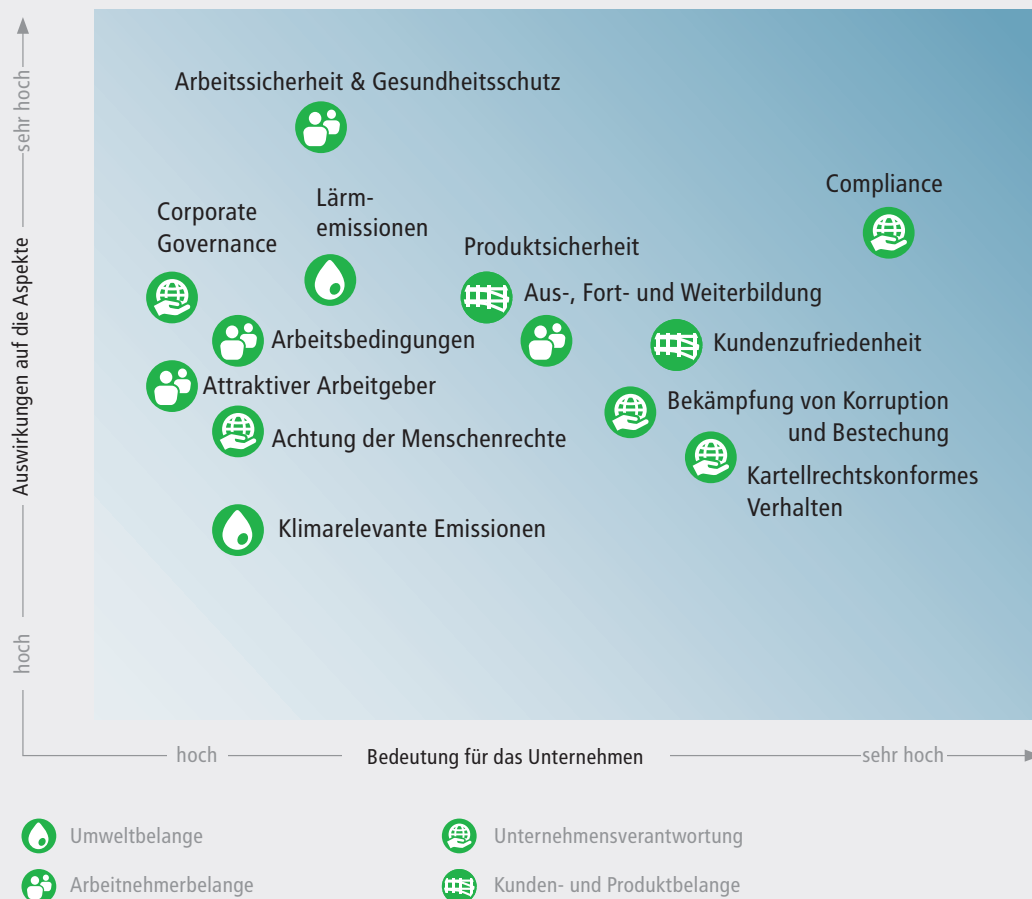 sehr hoch
Auswirkungen auf die Aspekte
hoch
Arbeitssicherheit & Gesundheitsschutz
Compliance
Lärm-
emissionen
Corporate
Governance
Produktsicherheit
Aus-, Fort- und Weiterbildung
Arbeitsbedingungen
Kundenzufriedenheit
Attraktiver Arbeitgeber
Bekämpfung von Korruption
und Bestechung
Achtung der Menschenrechte
Kartellrechtskonformes
Verhalten
Klimarelevante Emissionen
hoch
Bedeutung für das Unternehmen
sehr hoch
Umweltbelange
Unternehmensverantwortung
Arbeitnehmerbelange
Kunden- und Produktbelange